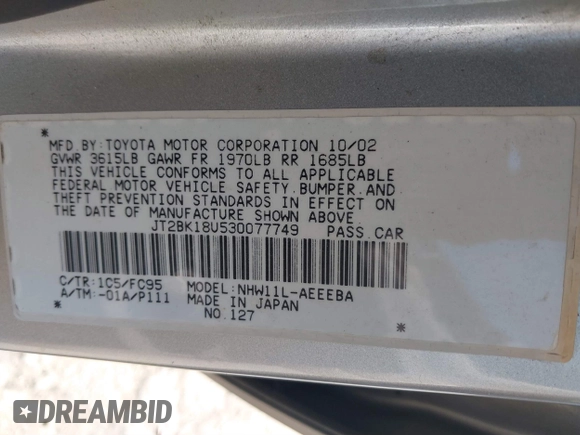 MFD.BY:TOYOTA MOTOR CORPORATION 10/02
GVWR 3615LB GAWR FR 1970LB RR 1685LB
THIS VEHICLE CONFORMS TO ALL APPLICABLE
FEDERAL MOTOR VEHICLE SAFETY,BUMPER,AND
THEFT PREVENTION STANDARDS IN EFFECT ON
THE DATE OF MANUFACTURE SHOWN ABOVE.
JT2BK18U530077749 PASS.CAR
C/TR:1C5/FC95 MODEL:NHW11L-AEEEBA
A/TM:-01A/P111 MADE IN JAPAN
NO.127
DREAMBID